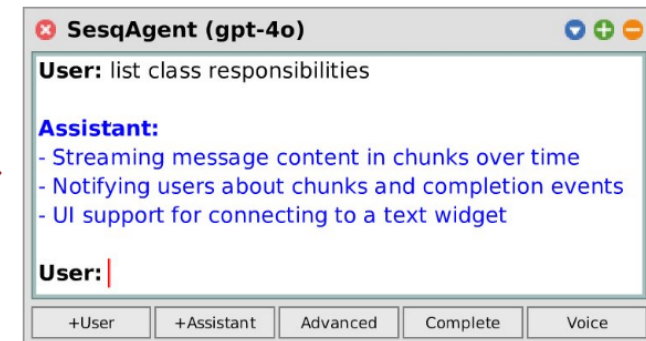 SesqAgent (gpt-4o)
User: list class responsibilities
Assistant:
- Streaming message content in chunks over time
- Notifying users about chunks and completion events
- UI support for connecting to a text widget
User:
+User +Assistant Advanced Complete Voice